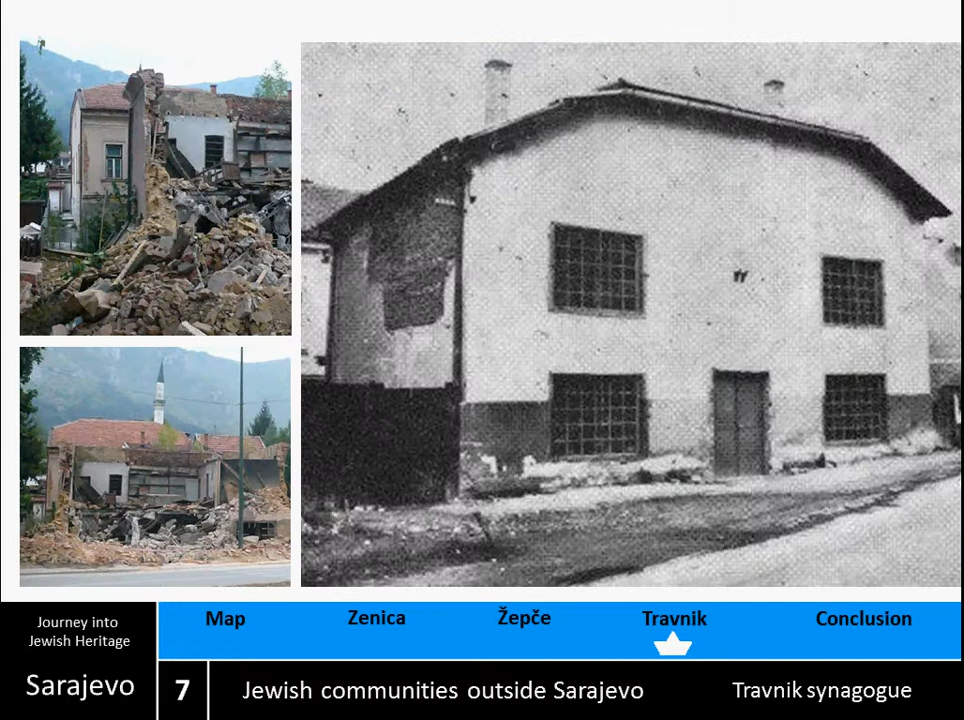 Map
Zenica
Žepče
Travnik
Conclusion
Journey into
Jewish Heritage
Sarajevo
7
Jewish communities outside Sarajevo
Travnik synagogue